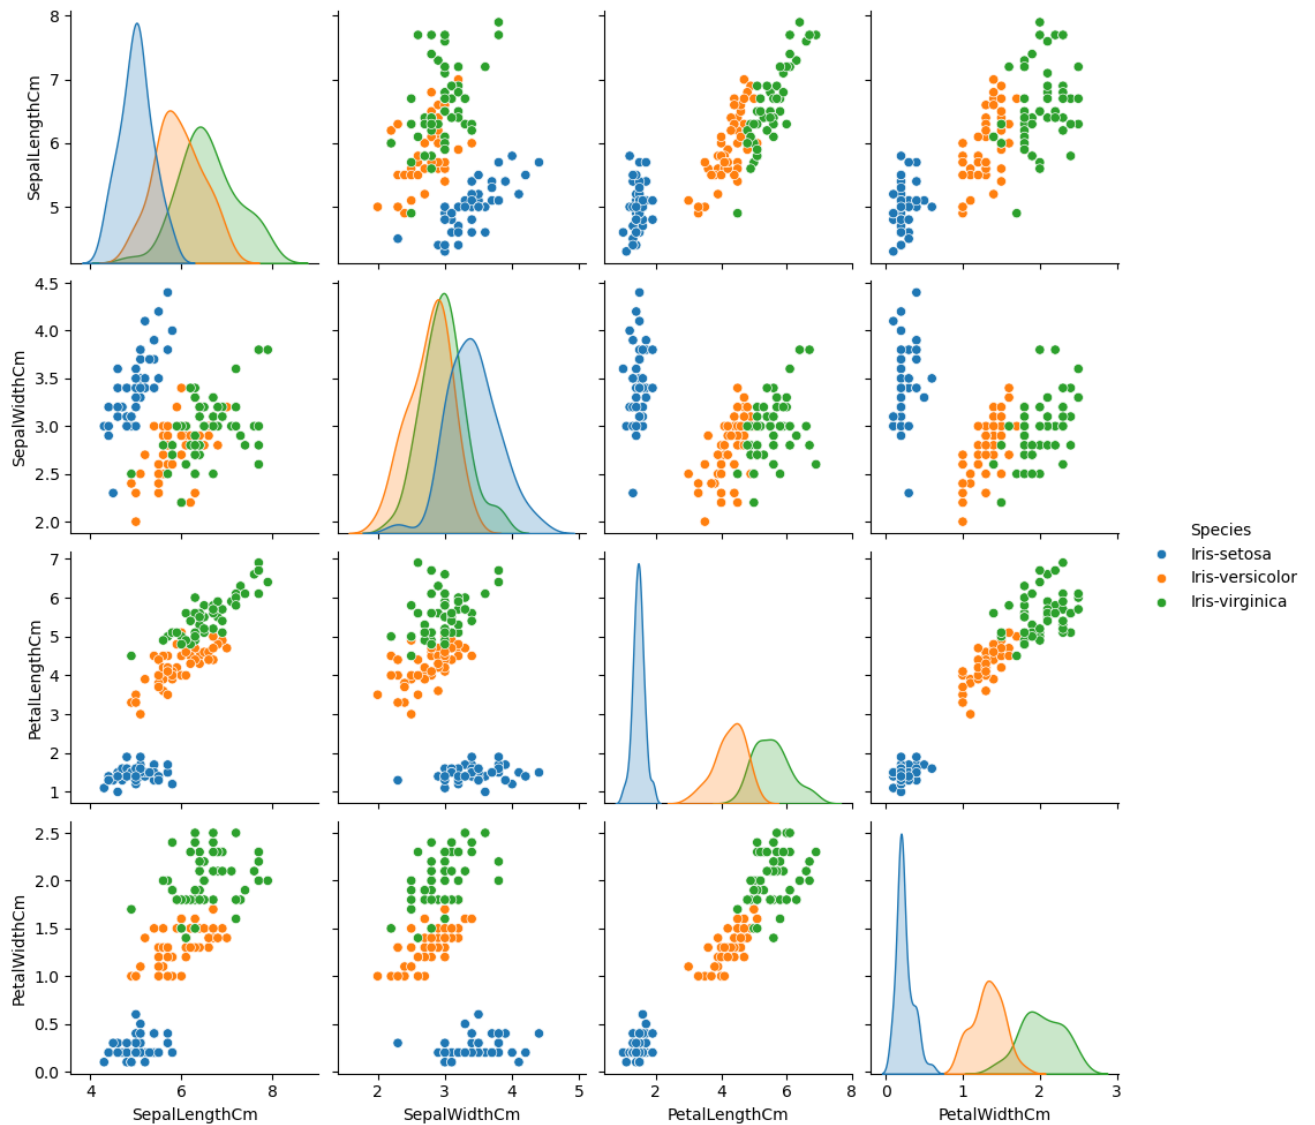 SepalLengthCm
8
7
6
5
SepalWidthCm
4.5
4.0
3.5
3.0
2.5
2.0
PetalLengthCm
7
6
5
4
3
2
1
PetalWidthCm
2.5
2.0
1.5
1.0
0.5
0.0
4 6 8
SepalLengthCm
2 3 4 5
SepalWidthCm
2 4 6 8
PetalLengthCm
0 1 2 3
PetalWidthCm
Species
Iris-setosa
Iris-versicolor
Iris-virginica